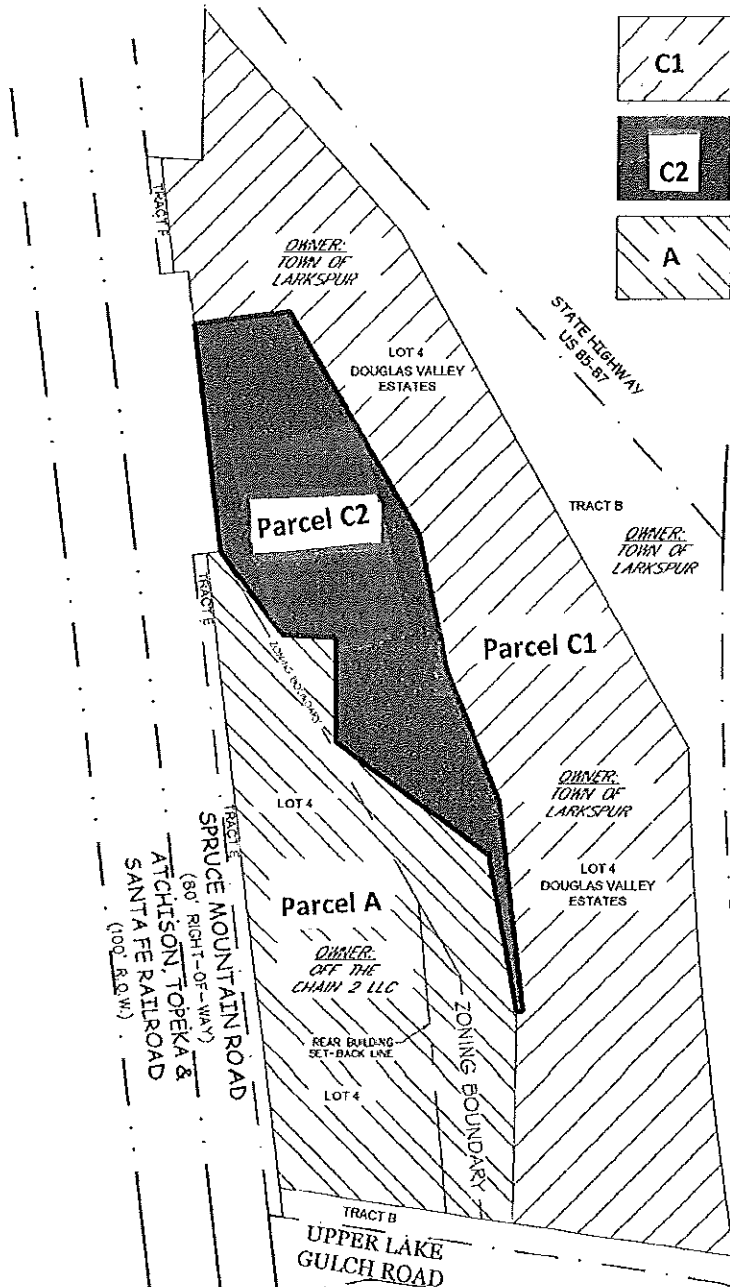 C1
C2
A
TRACT F
OWNER:
TOWN OF
LARKSPUR
STATE HIGHWAY
US 85-87
LOT 4
DOUGLAS VALLEY
ESTATES
Parcel C2
TRACT B
OWNER:
TOWN OF
LARKSPUR
TRACT E
ZONING BOUNDARY
Parcel C1
OWNER:
TOWN OF
LARKSPUR
LOT 4
TRACT E
LOT 4
DOUGLAS VALLEY
ESTATES
SPRUCE MOUNTAIN ROAD
(80' RIGHT-OF-WAY)
ATCHISON, TOPEKA &
SANTA FE RAILROAD
(100' R.O.W.)
Parcel A
OWNER:
OFF THE
CHAIN 2 LLC
REAR BUILDING
SET-BACK LINE
ZONING BOUNDARY
LOT 4
TRACT B
UPPER LAKE
GULCH ROAD